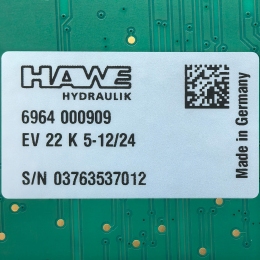 HAWE
HYDRAULIK
6964 000909
EV 22 K 5-12/24
S/N 03763537012
Made in Germany